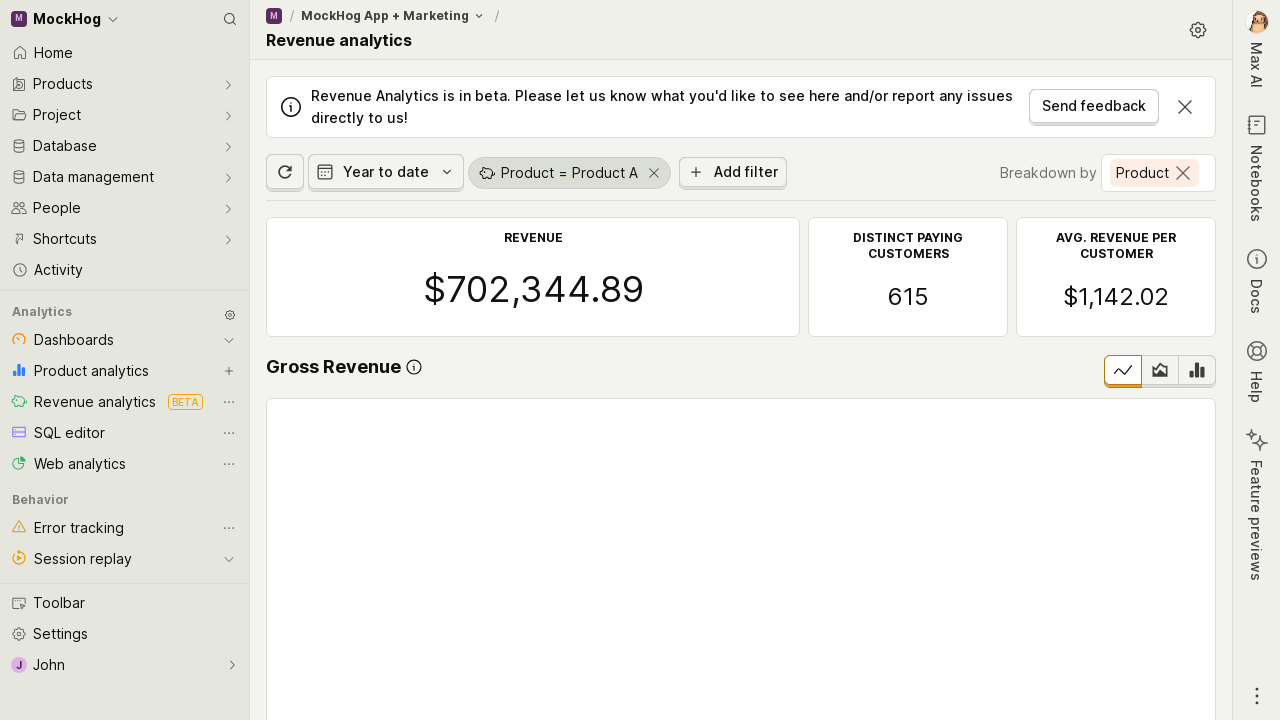 M MockHog
Home
Products
Project
Database
Data management
People
Shortcuts
Activity
Analytics
Dashboards
Product analytics
Revenue analytics BETA
SQL editor
Web analytics
Behavior
Error tracking
Session replay
Toolbar
Settings
J John
M / MockHog App + Marketing /
Revenue analytics
Revenue Analytics is in beta. Please let us know what you'd like to see here and/or report any issues
directly to us!
Send feedback
Year to date
Product = Product A
Add filter
Breakdown by Product
REVENUE
$702,344.89
DISTINCT PAYING
CUSTOMERS
615
AVG. REVENUE PER
CUSTOMER
$1,142.02
Gross Revenue
Max AI
Notebooks
Docs
Help
Feature previews